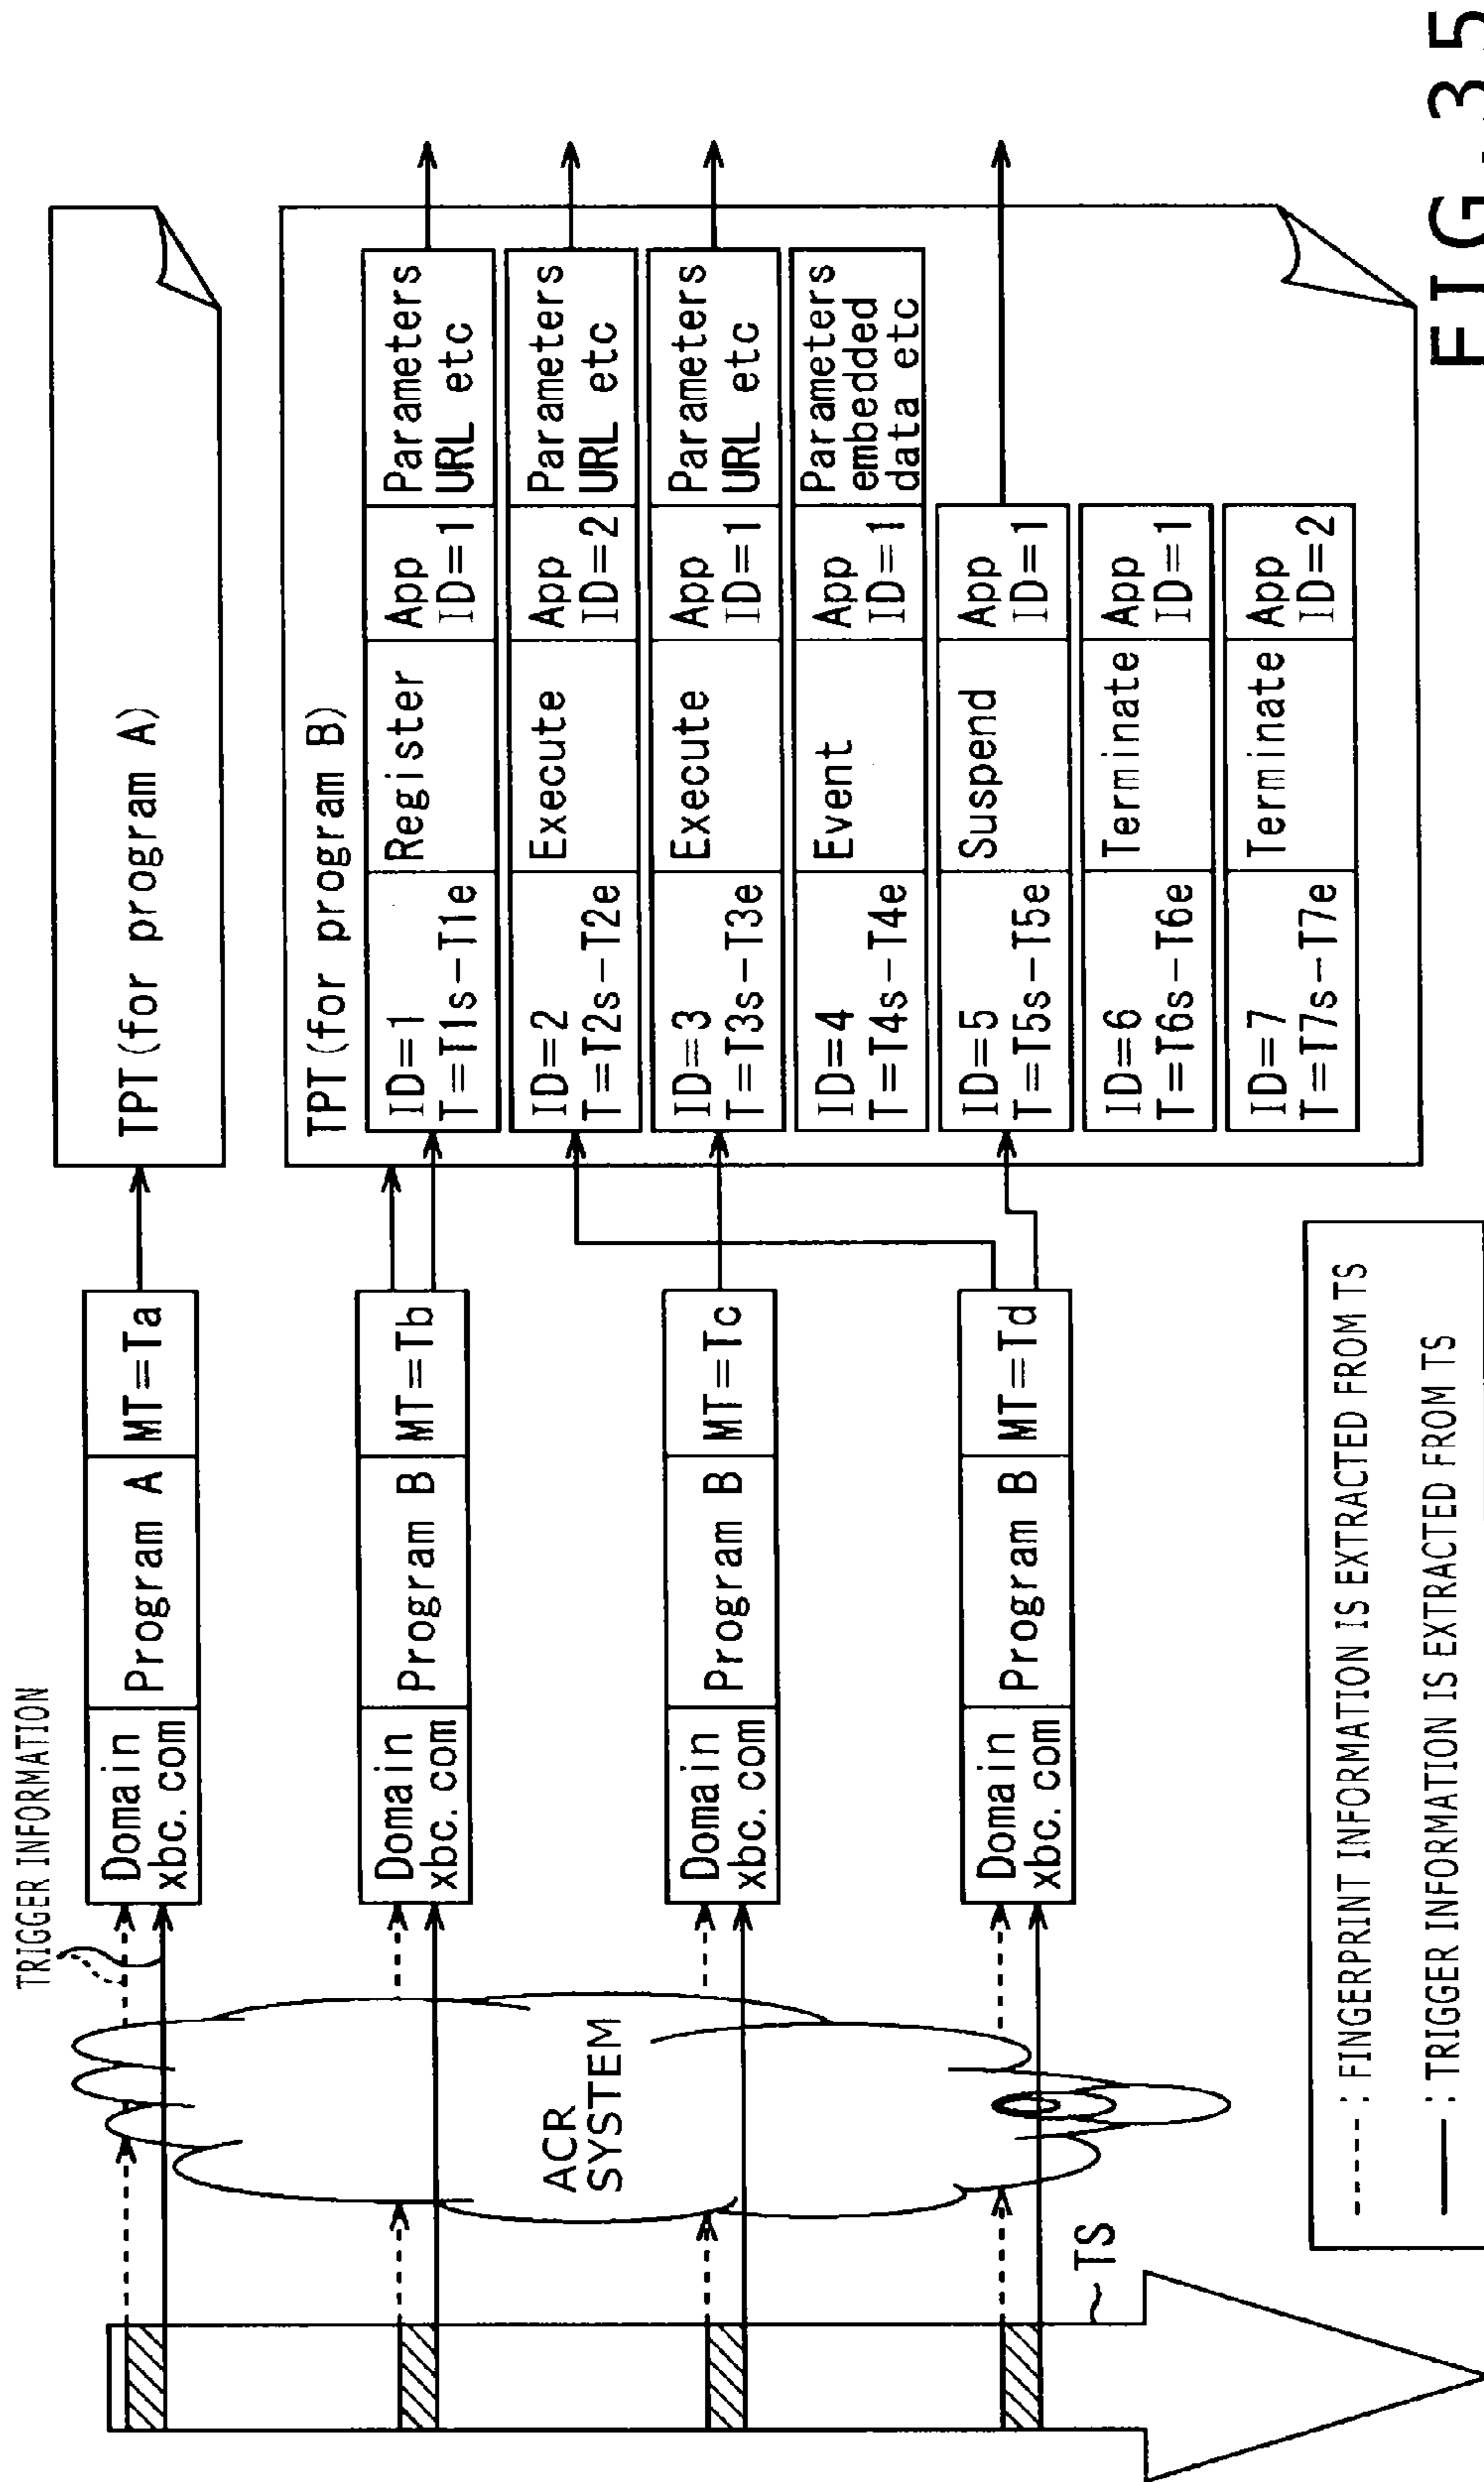 TRIGGER INFORMATION
Domain
xbc.com
Program A
MT=Ta
TPT(for program A)
Domain
xbc.com
Program B
MT=Tb
TPT(for program B)
ID=1
T=T1s-T1e
Register
App
ID=1
Parameters
URL etc
ID=2
T=T2s-T2e
Execute
App
ID=2
Parameters
URL etc
ACR
SYSTEM
Domain
xbc.com
Program B
MT=Tc
ID=3
T=T3s-T3e
Execute
App
ID=1
Parameters
URL etc
ID=4
T=T4s-T4e
Event
App
ID=1
Parameters
embedded
data etc
Domain
xbc.com
Program B
MT=Td
ID=5
T=T5s-T5e
Suspend
App
ID=1
ID=6
T=T6s-T6e
Terminate
App
ID=1
ID=7
T=T7s-T7e
Terminate
App
ID=2
TS
: FINGERPRINT INFORMATION IS EXTRACTED FROM TS
: TRIGGER INFORMATION IS EXTRACTED FROM TS
FIG.35